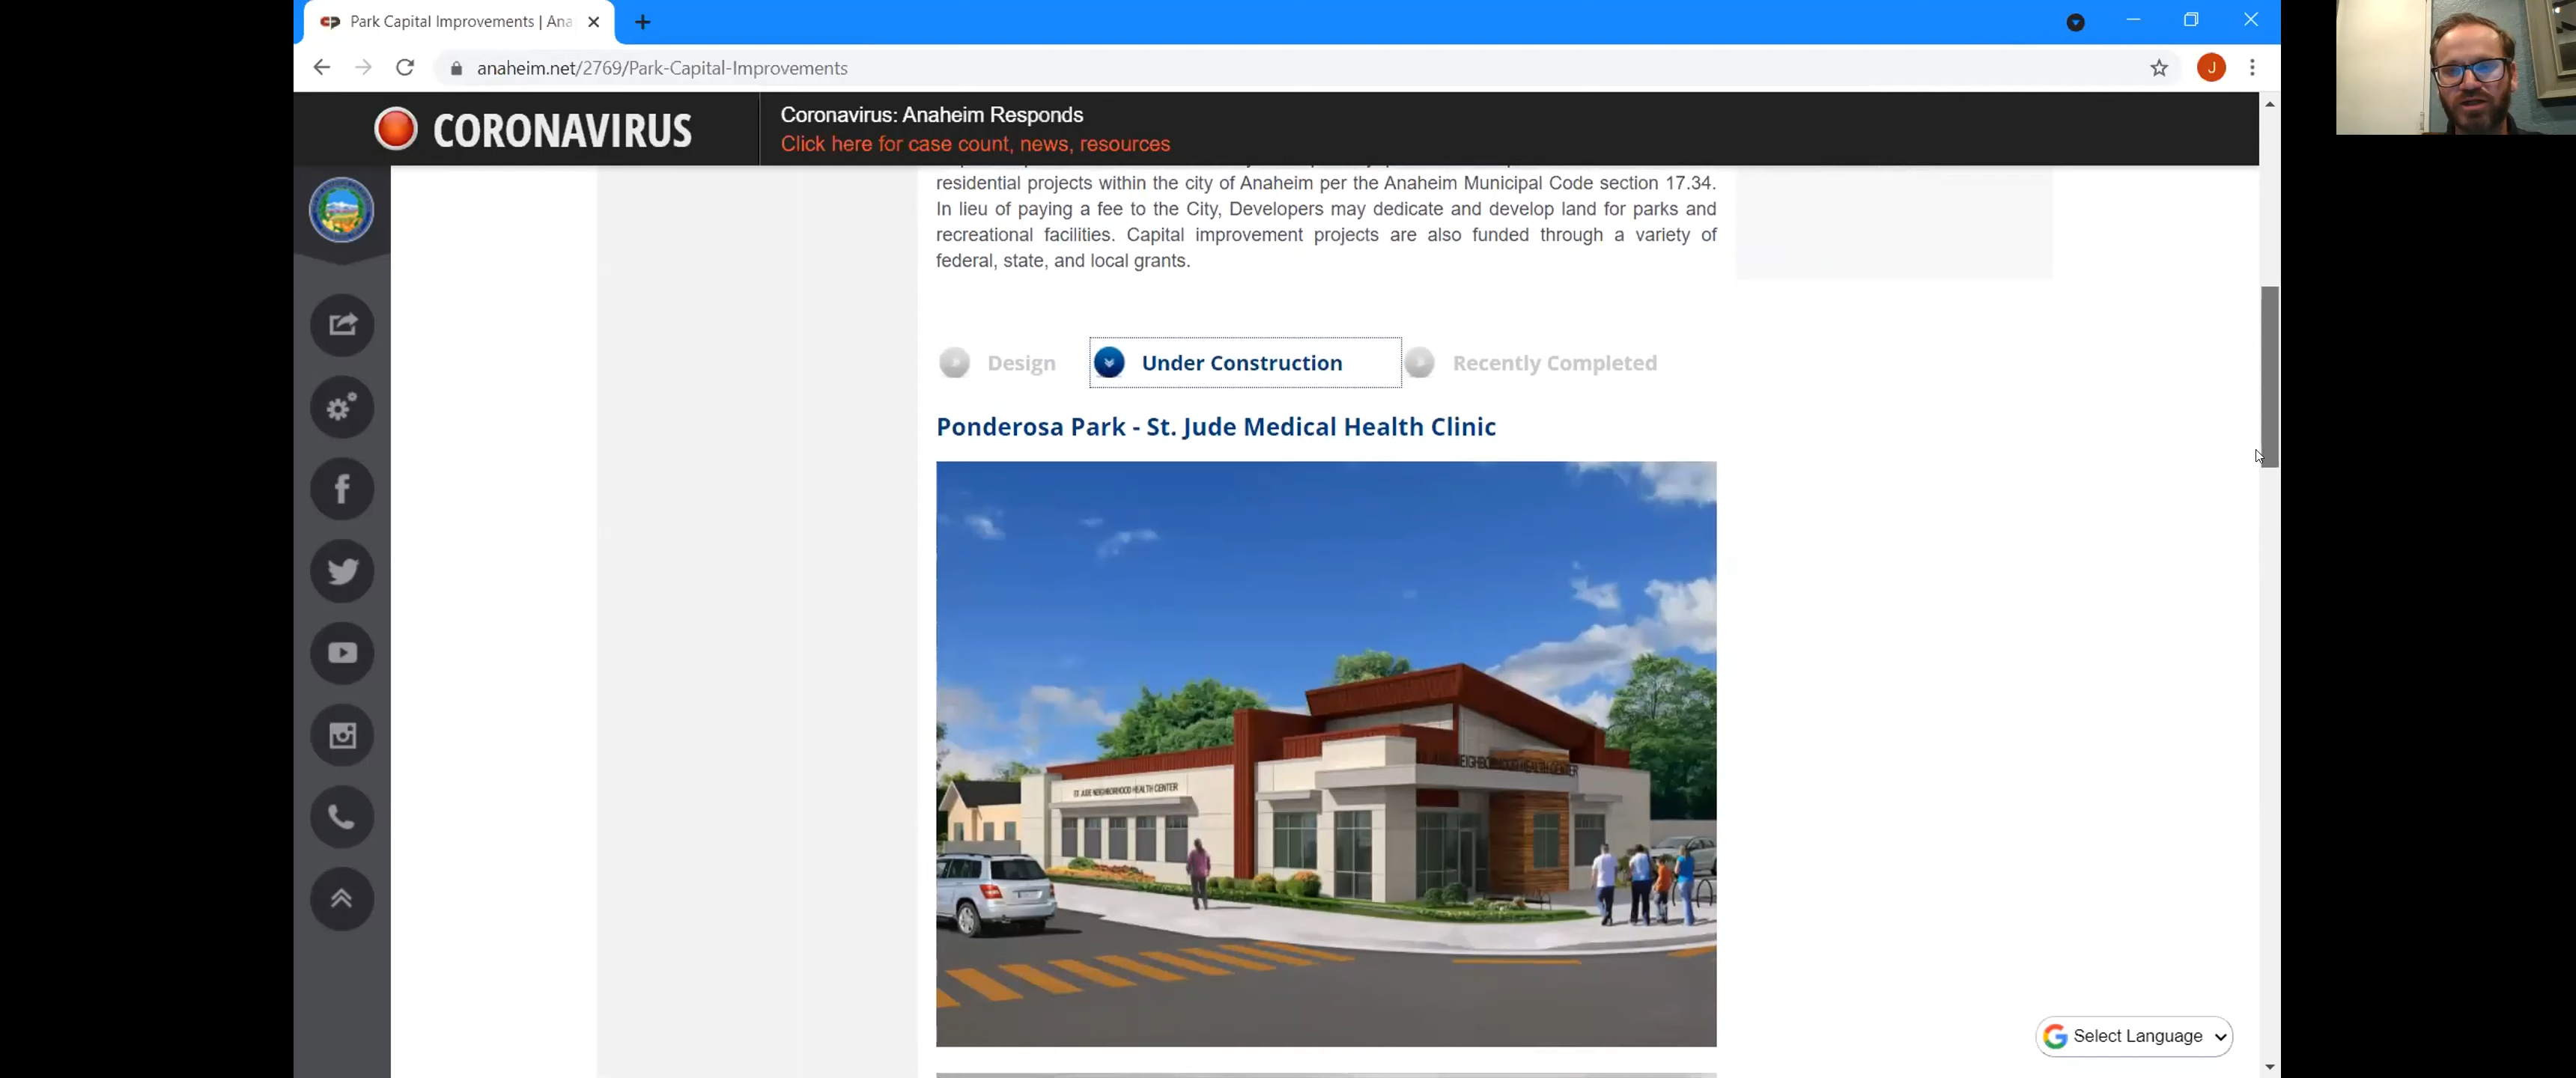 Park Capital Improvements | Ana
anaheim.net/2769/Park-Capital-Improvements
J
CORONAVIRUS
Coronavirus: Anaheim Responds
Click here for case count, news, resources
residential projects within the city of Anaheim per the Anaheim Municipal Code section 17.34.
In lieu of paying a fee to the City, Developers may dedicate and develop land for parks and
recreational facilities. Capital improvement projects are also funded through a variety of
federal, state, and local grants.
Design
Under Construction
Recently Completed
Ponderosa Park - St. Jude Medical Health Clinic
ST. JUDE NEIGHBORHOOD HEALTH CENTER
NEIGHBORHOOD HEALTH CENTER
Select Language